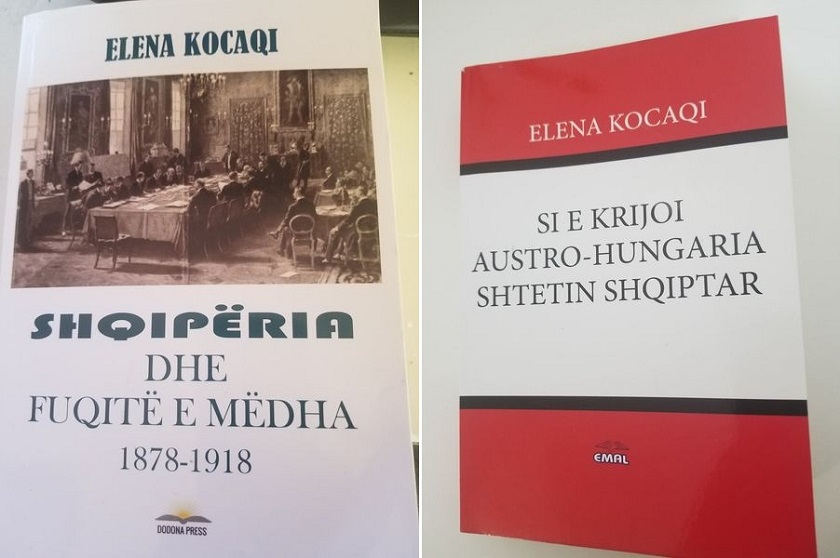 ELENA KOCAQI
SHQIPËRIA
DHE
FUQITË E MËDHA
1878-1918
DODONA PRESS
ELENA KOCAQI
SI E KRIJOI
AUSTRO-HUNGARIA
SHTETIN SHQIPTAR
EMAL